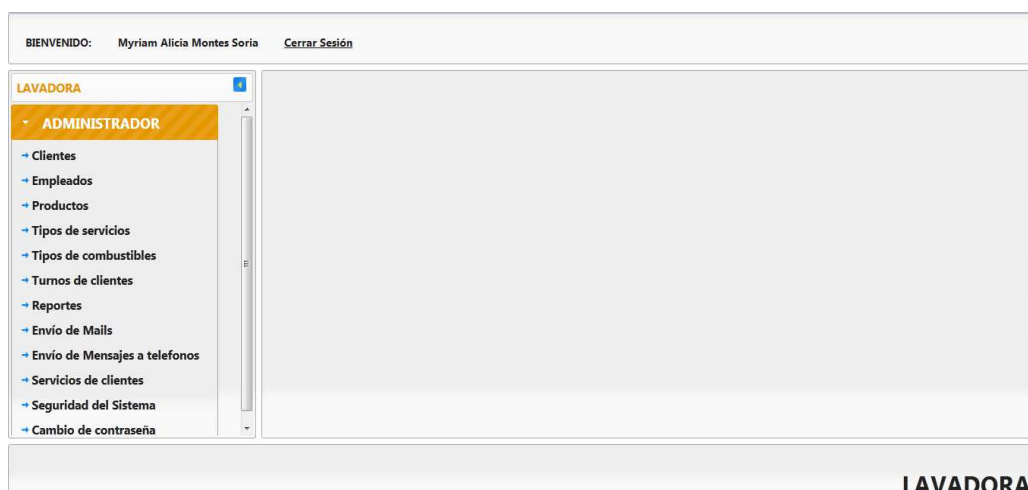 BIENVENIDO: Myriam Alicia Montes Soria Cerrar Sesión
LAVADORA
ADMINISTRADOR
Clientes
Empleados
Productos
Tipos de servicios
Tipos de combustibles
Turnos de clientes
Reportes
Envío de Mails
Envío de Mensajes a telefonos
Servicios de clientes
Seguridad del Sistema
Cambio de contraseña
LAVADORA